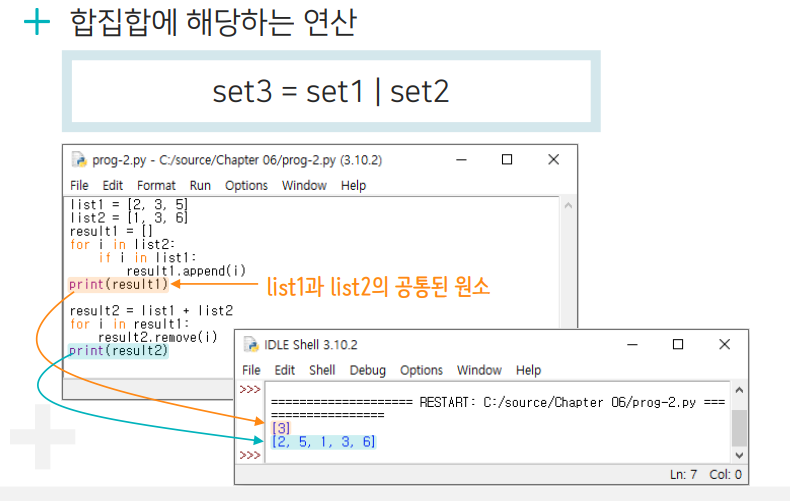 + 합집합에 해당하는 연산
set3 = set1 | set2
prog-2.py - C:/source/Chapter 06/prog-2.py (3.10.2)
File Edit Format Run Options Window Help
list1 = [2, 3, 5]
list2 = [1, 3, 6]
result1 = []
for i in list2:
    if i in list1:
        result1.append(i)
print(result1)
list1과 list2의 공통된 원소
result2 = list1 + list2
for i in result1:
    result2.remove(i)
print(result2)
IDLE Shell 3.10.2
File Edit Shell Debug Options Window Help
>>>
==================== RESTART: C:/source/Chapter 06/prog-2.py ===
================
[3]
[2, 5, 1, 3, 6]
>>>
Ln: 7 Col: 0